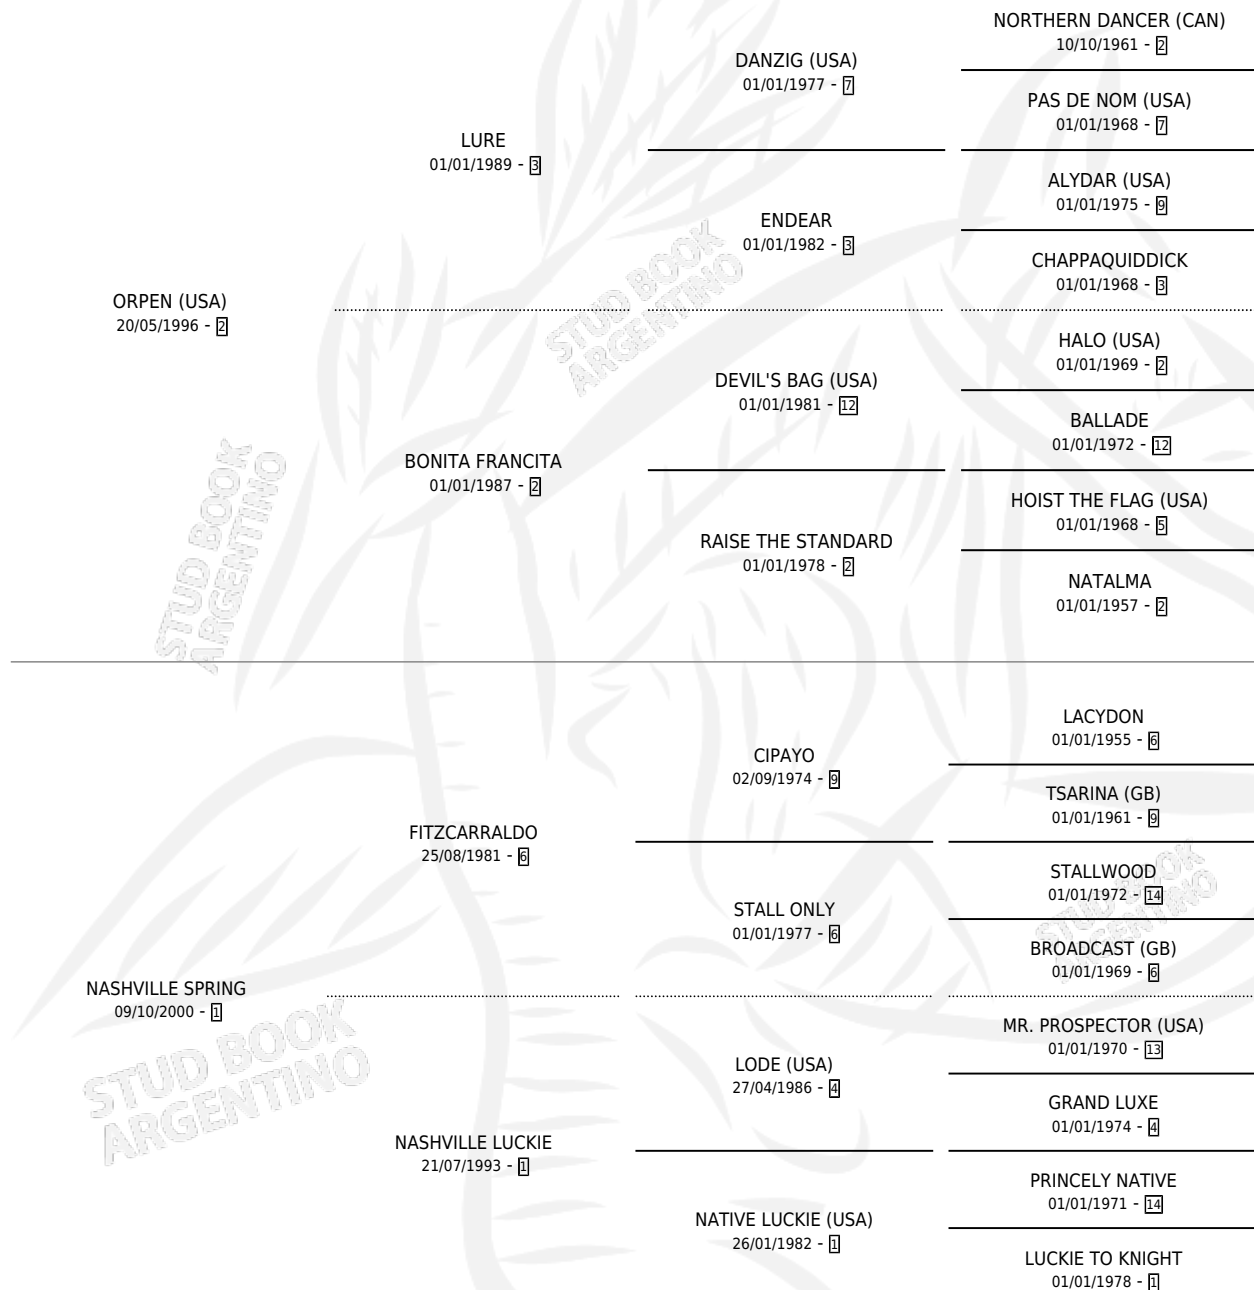 NORTHERN DANCER (CAN)
10/10/1961 - 2
DANZIG (USA)
01/01/1977 - 7
PAS DE NOM (USA)
01/01/1968 - 7
LURE
01/01/1989 - 3
ALYDAR (USA)
01/01/1975 - 9
ENDEAR
01/01/1982 - 3
CHAPPAQUIDDICK
01/01/1968 - 3
ORPEN (USA)
20/05/1996 - 2
STUD BOOK
ARGENTINO
HALO (USA)
01/01/1969 - 2
DEVIL'S BAG (USA)
01/01/1981 - 12
BALLADE
01/01/1972 - 12
BONITA FRANCITA
01/01/1987 - 2
HOIST THE FLAG (USA)
01/01/1968 - 5
RAISE THE STANDARD
01/01/1978 - 2
NATALMA
01/01/1957 - 2
STUD BOOK
ARGENTINO
LACYDON
01/01/1955 - 6
CIPAYO
02/09/1974 - 9
TSARINA (GB)
01/01/1961 - 9
FITZCARRALDO
25/08/1981 - 6
STALLWOOD
01/01/1972 - 14
STALL ONLY
01/01/1977 - 6
BROADCAST (GB)
01/01/1969 - 6
STUD BOOK
ARGENTINO
NASHVILLE SPRING
09/10/2000 - 1
STUD BOOK
ARGENTINO
MR. PROSPECTOR (USA)
01/01/1970 - 13
LODE (USA)
27/04/1986 - 4
GRAND LUXE
01/01/1974 - 4
NASHVILLE LUCKIE
21/07/1993 - 1
PRINCELY NATIVE
01/01/1971 - 14
NATIVE LUCKIE (USA)
26/01/1982 - 1
LUCKIE TO KNIGHT
01/01/1978 - 1